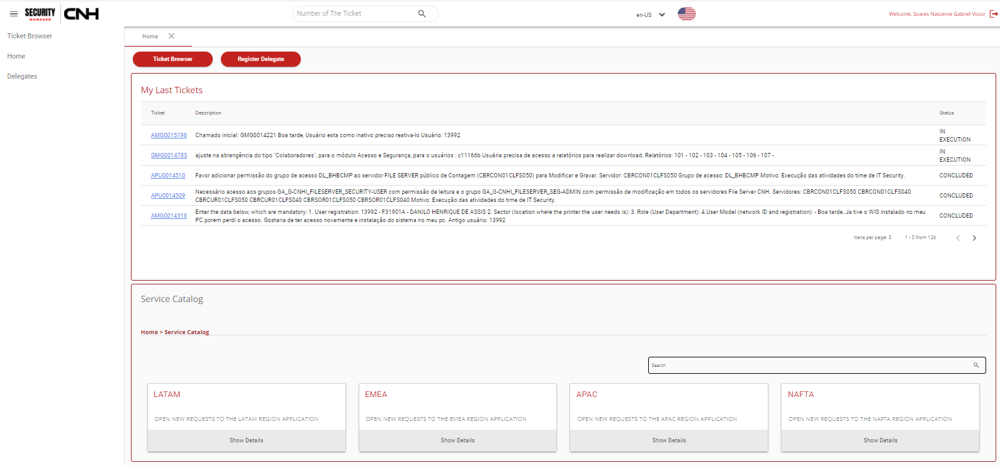 SECURITY
MANAGER
CNH
Number of The Ticket
en-US
Welcome, Soares Nascente Gabriel Victor
Ticket Browser
Home
Delegates
Home
Ticket Browser
Register Delegate
My Last Tickets
Ticket Description Status
AMG0015196 Chamado inicial: GMG0014221 Boa tarde, Usuário esta como inativo preciso reativa-lo Usuário: 13992 IN
EXECUTION
GMG0014785 ajuste na abrangência do tipo "Colaboradores", para o módulo Acesso e Segurança, para o usuários : c11166b Usuária precisa de acesso a relatórios para realizar download. Relatórios: 101 - 102 - 103 - 104 - 105 - 106 - 107 - IN
EXECUTION
APU0014510 Favor adicionar permissão do grupo de acesso DL_BHBCMP ao servidor FILE SERVER público de Contagem (CBRCON01CLFS050) para Modificar e Gravar. Servidor: CBRCON01CLFS050 Grupo de acesso: DL_BHBCMP Motivo: Execução das atividades do time de IT Security. CONCLUDED
APU0014509 Necessário acesso aos grupos GA_G-CNHI_FILESERVER_SECURITY-USER com permissão de leitura e o grupo GA_G-CNHI_FILESERVER_SEG-ADMIN com permissão de modificação em todos os servidores File Server CNH. Servidores: CBRCON01CLFS050 CBRCON01CLFS040
CBRCUR01CLFS050 CBRCUR01CLFS040 CBRSOR01CLFS050 CBRSOR01CLFS040 Motivo: Execução das atividades do time de IT Security. CONCLUDED
AMG0014319 Enter the data below, which are mandatory: 1. User registration: 13992 - F31901A - DANILO HENRIQUE DE ASSIS 2. Sector (location where the printer the user needs is): 3. Role (User Department): 4.User Model (network ID and registration): - Boa tarde, Ja tive o WIS instalado no meu
PC porem perdi o acesso. Gostaria de ter acesso novamente e instalação do sistema no meu pc. Antigo usuário: 13992 CONCLUDED
Itens per page: 5 1 - 5 from 126
Service Catalog
Home > Service Catalog
Search
LATAM
OPEN NEW REQUESTS TO THE LATAM REGION APPLICATION
Show Details
EMEA
OPEN NEW REQUESTS TO THE EMEA REGION APPLICATION
Show Details
APAC
OPEN NEW REQUESTS TO THE APAC REGION APPLICATION
Show Details
NAFTA
OPEN NEW REQUESTS TO THE NAFTA REGION APPLICATION
Show Details